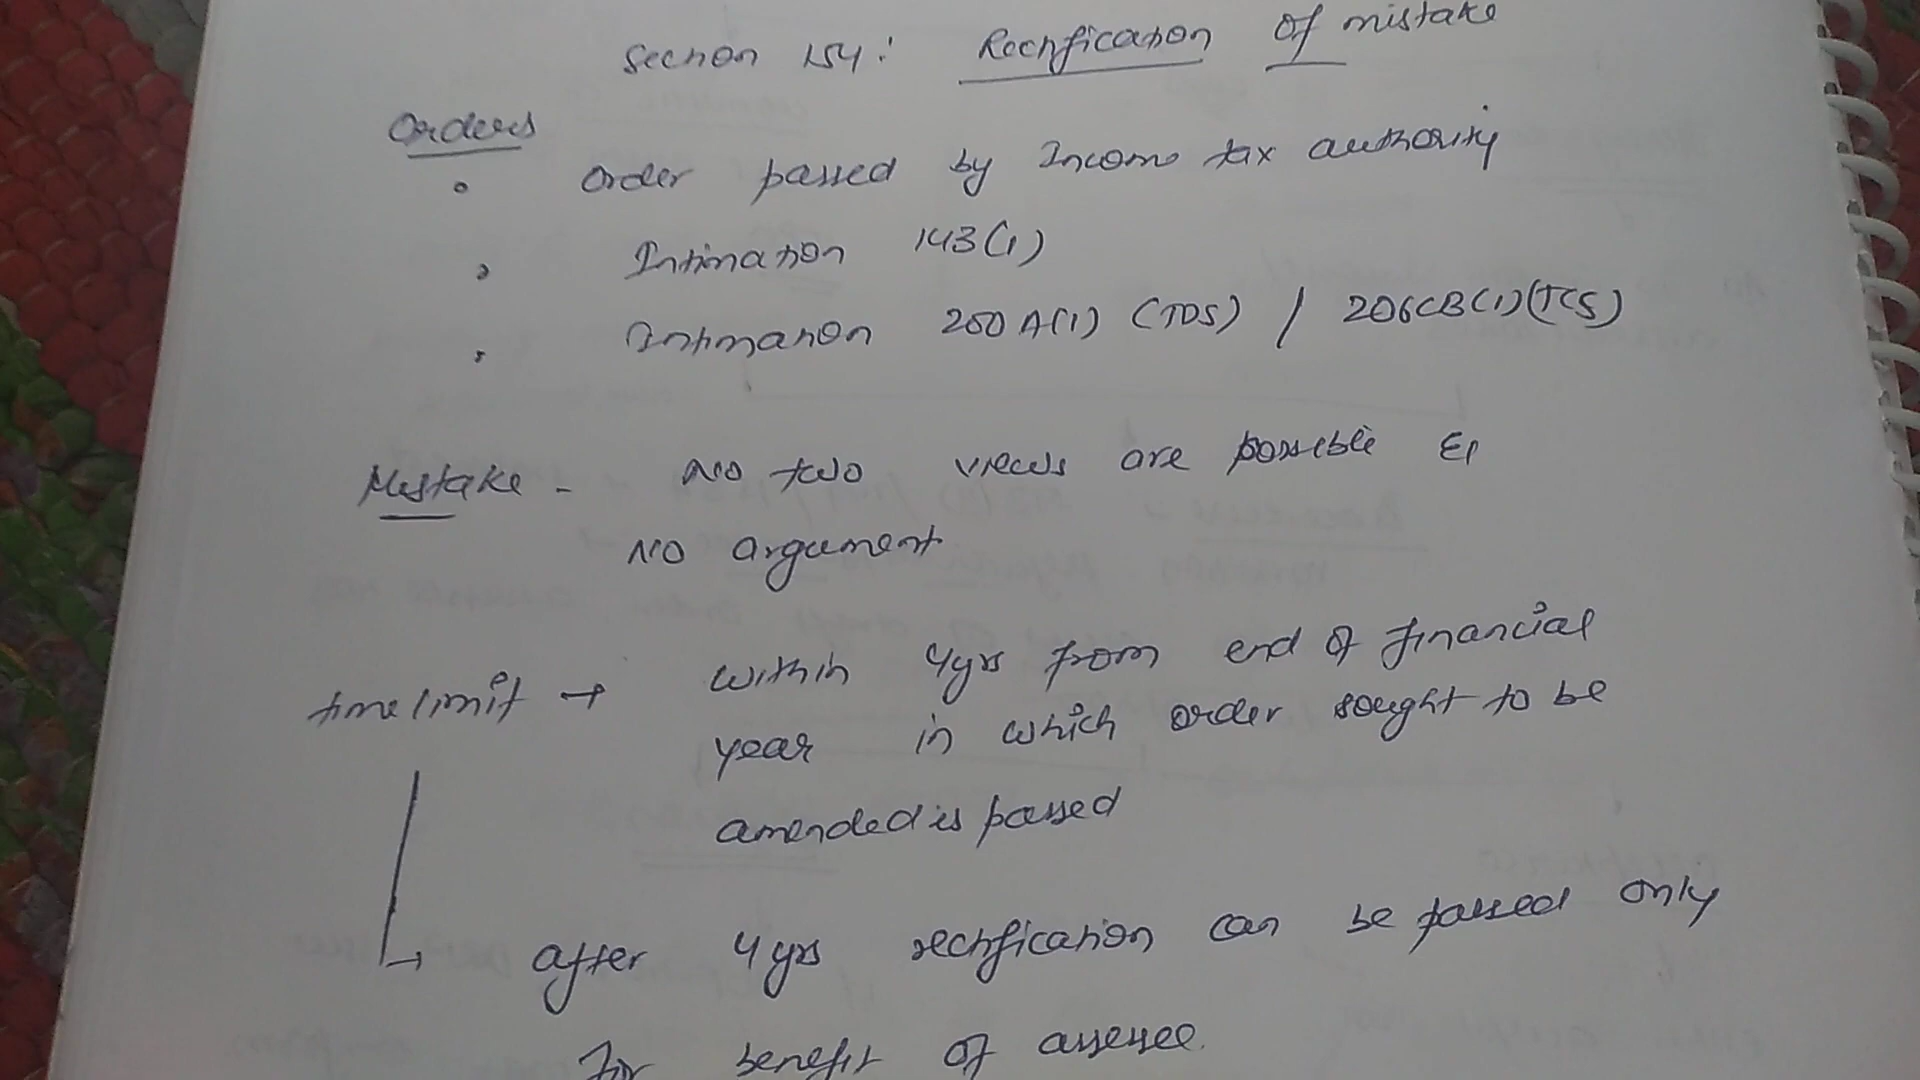 Section 154: Rectification of mistake
Orders
Order passed by Income tax authority
Intimation 143(1)
Intimation 200A(1) (TDS) / 206CB(1)(TCS)
Mistake - No two views are possible &
No argument
time limit → within 4yrs from end of financial
year in which order sought to be
amended is passed
after 4 yrs rectification can be passed only
For benefit of assessee.